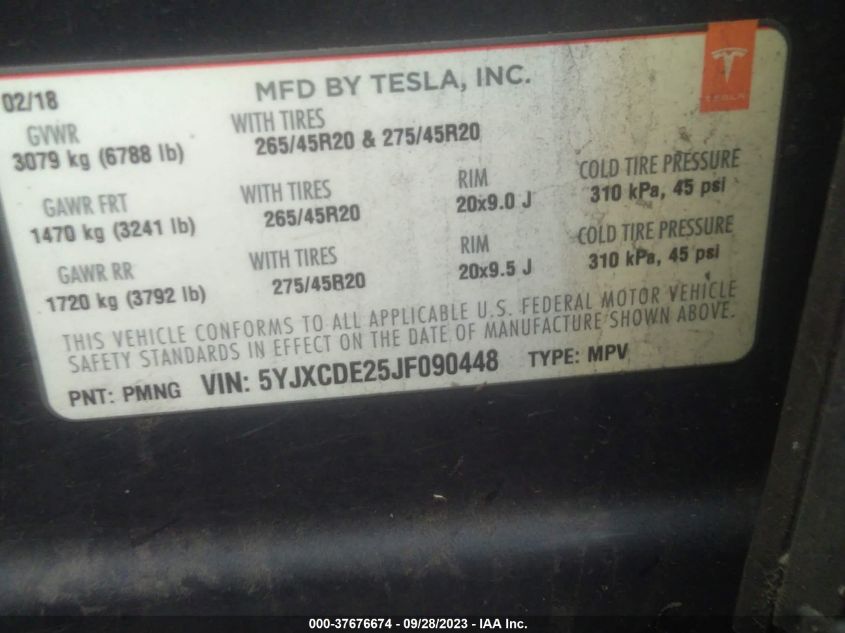 02/18
MFD BY TESLA, INC.
TESLA
GVWR
3079 kg (6788 lb)
WITH TIRES
265/45R20 & 275/45R20
GAWR FRT
1470 kg (3241 lb)
WITH TIRES
265/45R20
RIM
20x9.0 J
COLD TIRE PRESSURE
310 kPa, 45 psi
GAWR RR
1720 kg (3792 lb)
WITH TIRES
275/45R20
RIM
20x9.5 J
COLD TIRE PRESSURE
310 kPa, 45 psi
THIS VEHICLE CONFORMS TO ALL APPLICABLE U.S. FEDERAL MOTOR VEHICLE
SAFETY STANDARDS IN EFFECT ON THE DATE OF MANUFACTURE SHOWN ABOVE.
PNT: PMNG VIN: 5YJXCDE25JF090448 TYPE: MPV
000-37676674 - 09/28/2023 - IAA Inc.